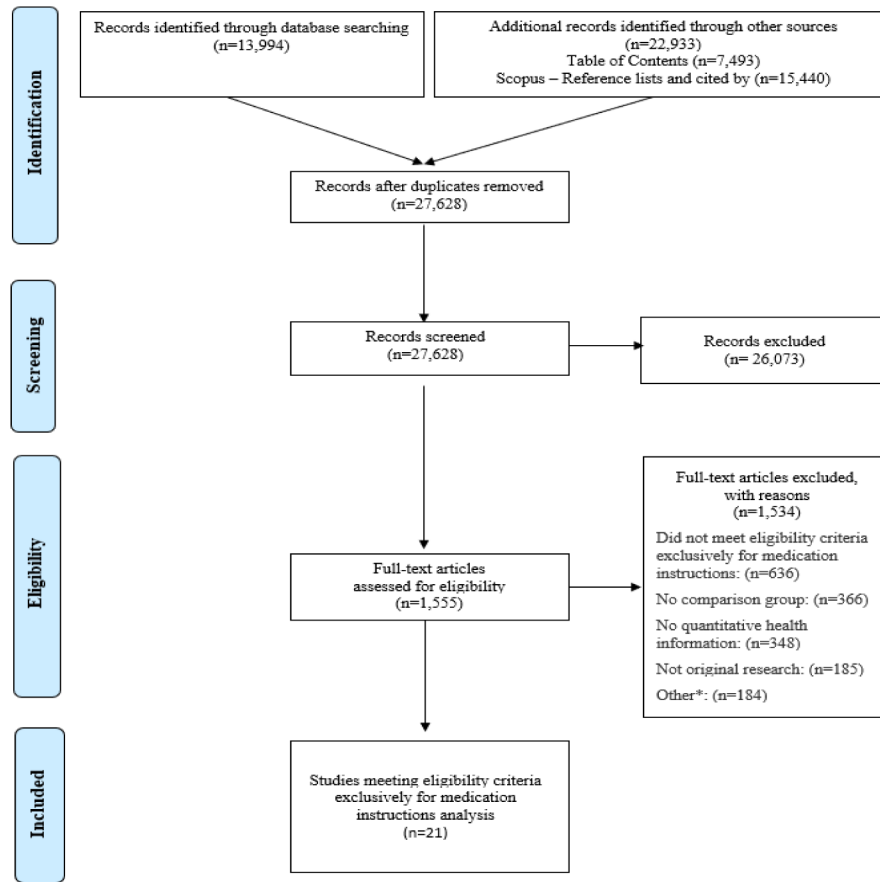 Identification
Records identified through database searching
(n=13,994)
Additional records identified through other sources
(n=22,933)
Table of Contents (n=7,493)
Scopus – Reference lists and cited by (n=15,440)
Records after duplicates removed
(n=27,628)
Screening
Records screened
(n=27,628)
Records excluded
(n= 26,073)
Eligibility
Full-text articles
assessed for eligibility
(n=1,555)
Full-text articles excluded,
with reasons
(n=1,534)
Did not meet eligibility criteria
exclusively for medication
instructions: (n=636)
No comparison group: (n=366)
No quantitative health
information: (n=348)
Not original research: (n=185)
Other*: (n=184)
Included
Studies meeting eligibility criteria
exclusively for medication
instructions analysis
(n=21)